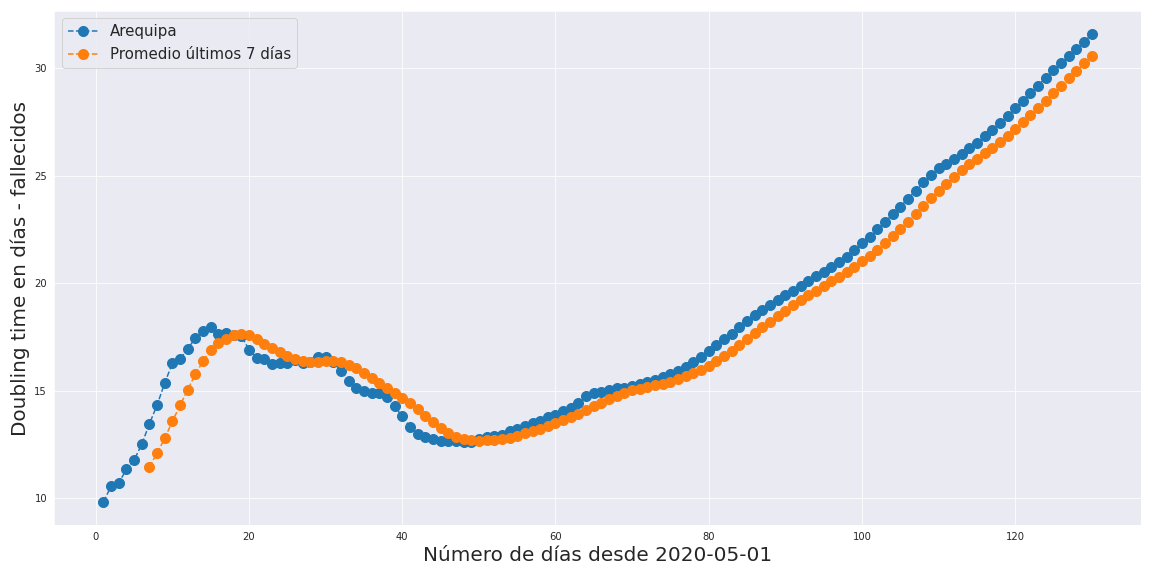 Arequipa
Promedio últimos 7 días
Doubling time en días - fallecidos
30
25
20
15
10
0 20 40 60 80 100 120
Número de días desde 2020-05-01